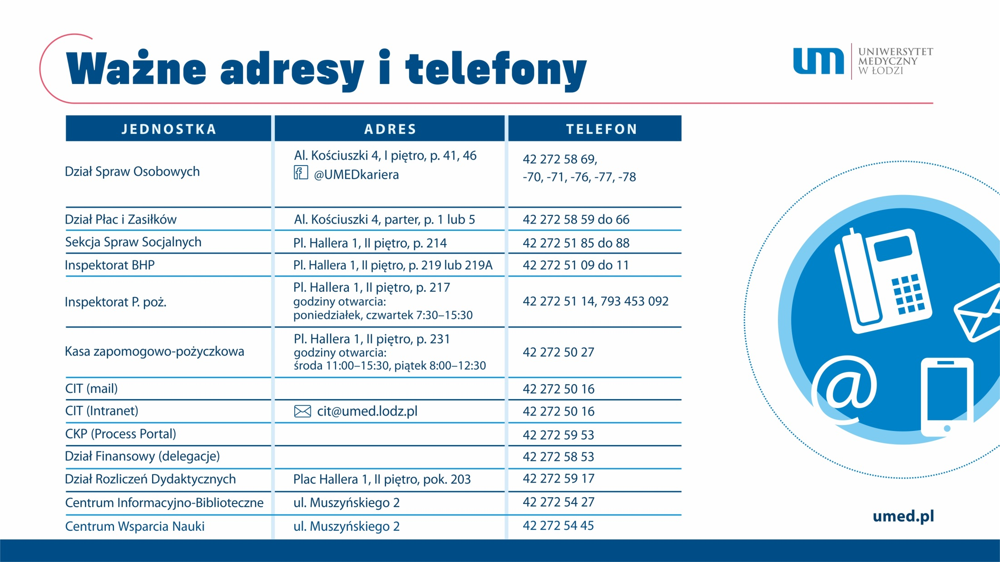 Ważne adresy i telefony
um
UNIWERSYTET
MEDYCZNY
W ŁODZI
JEDNOSTKA ADRES TELEFON
Dział Spraw Osobowych
Al. Kościuszki 4, I piętro, p. 41, 46
@UMEDkariera
42 272 58 69,
-70, -71, -76, -77, -78
Dział Płac i Zasiłków Al. Kościuszki 4, parter, p. 1 lub 5 42 272 58 59 do 66
Sekcja Spraw Socjalnych Pl. Hallera 1, II piętro, p. 214 42 272 51 85 do 88
Inspektorat BHP Pl. Hallera 1, II piętro, p. 219 lub 219A 42 272 51 09 do 11
Inspektorat P. poż.
Pl. Hallera 1, II piętro, p. 217
godziny otwarcia:
poniedziałek, czwartek 7:30–15:30
42 272 51 14, 793 453 092
Kasa zapomogowo-pożyczkowa
Pl. Hallera 1, II piętro, p. 231
godziny otwarcia:
środa 11:00–15:30, piątek 8:00–12:30
42 272 50 27
CIT (mail) 42 272 50 16
CIT (Intranet) cit@umed.lodz.pl 42 272 50 16
CKP (Process Portal) 42 272 59 53
Dział Finansowy (delegacje) 42 272 58 53
Dział Rozliczeń Dydaktycznych Plac Hallera 1, II piętro, pok. 203 42 272 59 17
Centrum Informacyjno-Biblioteczne ul. Muszyńskiego 2 42 272 54 27
Centrum Wsparcia Nauki ul. Muszyńskiego 2 42 272 54 45
@
umed.pl